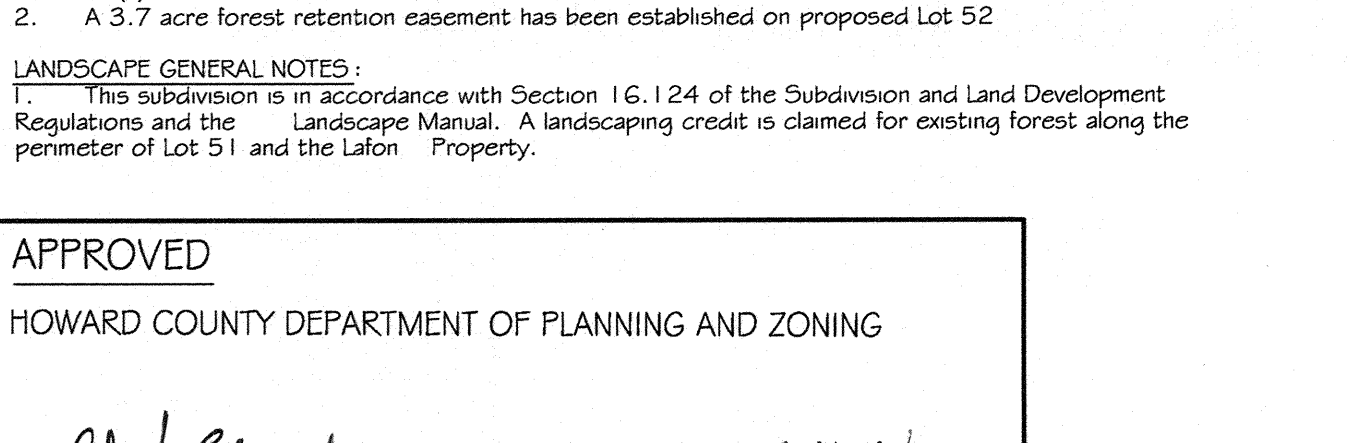 2. A 3.7 acre forest retention easement has been established on proposed Lot 52
LANDSCAPE GENERAL NOTES :
1. This subdivision is in accordance with Section 16.124 of the Subdivision and Land Development
Regulations and the Landscape Manual. A landscaping credit is claimed for existing forest along the
perimeter of Lot 51 and the Lafon Property.
APPROVED
HOWARD COUNTY DEPARTMENT OF PLANNING AND ZONING